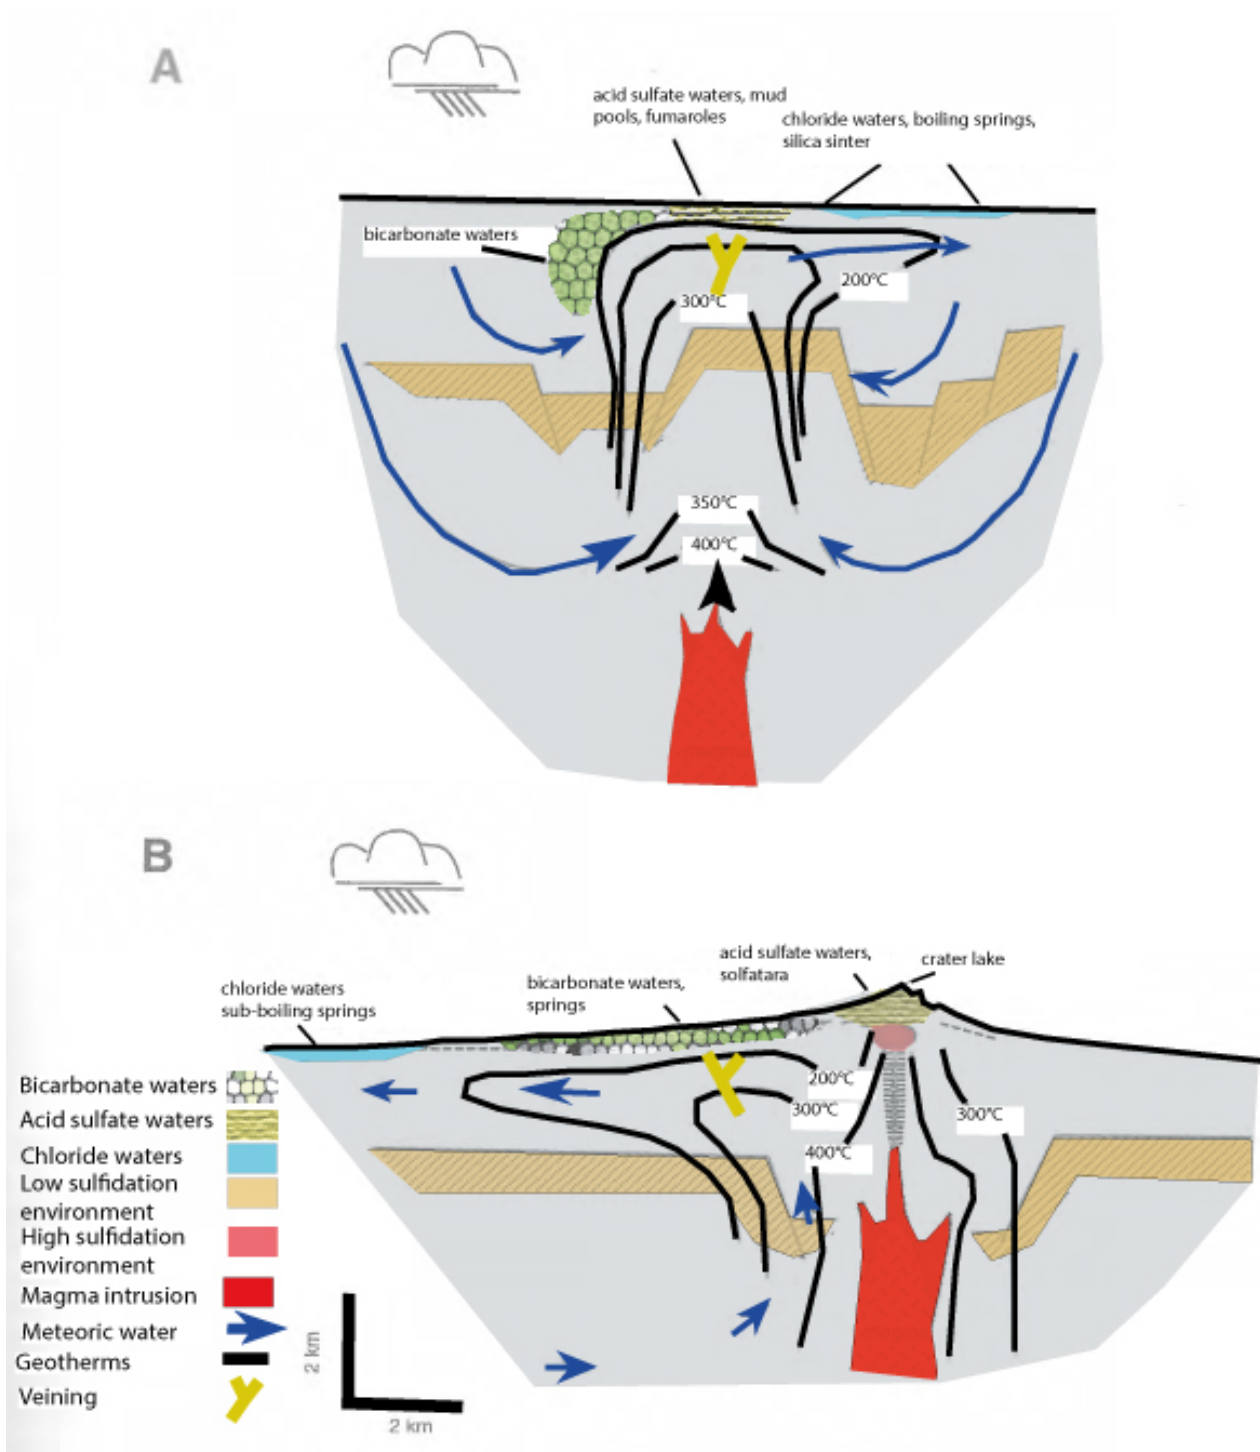 A
acid sulfate waters, mud
pools, fumaroles
chloride waters, boiling springs,
silica sinter
bicarbonate waters
200°C
300°C
350°C
400°C
B
acid sulfate waters,
solfatara
crater lake
bicarbonate waters,
springs
chloride waters
sub-boiling springs
200°C
300°C
300°C
400°C
Bicarbonate waters
Acid sulfate waters
Chloride waters
Low sulfidation
environment
High sulfidation
environment
Magma intrusion
Meteoric water
Geotherms
Veining
2 km
2 km